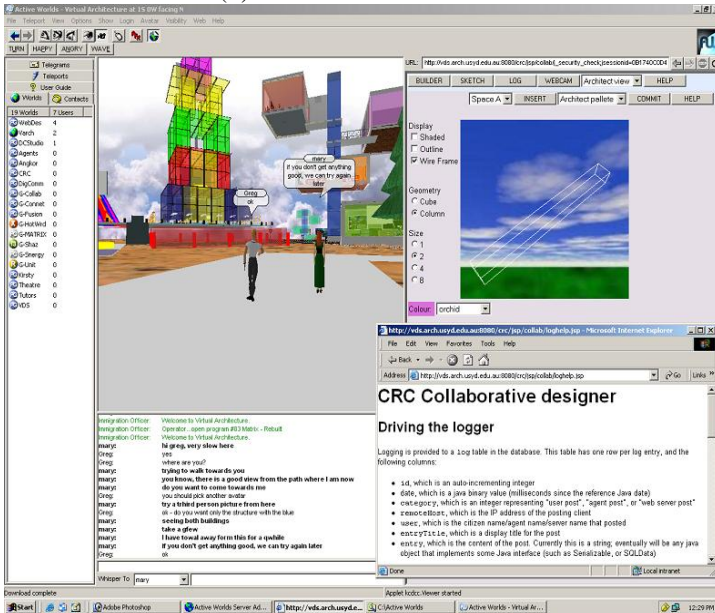 Active Worlds - Virtual Architecture at 1S 0W facing N
File Teleport View Options Show Login Avatar Visibility Web Help
TURN HAPPY ANGRY WAVE
Telegrams
Teleports
User Guide
Worlds Contacts
19 Worlds 7 Users
WebDes 4
Varch 2
DCStudio 1
Agents 0
Angkor 0
CRC 0
DigiComm 0
G-Collab 0
G-Connet 0
G-Fusion 0
G-HotWrd 0
G-MATRIX 0
G-Shaz 0
G-Snergy 0
G-Unit 0
Kirsty 0
Theatre 0
Tutors 0
VDS 0
mary
if you don't get anything
good, we can try again
later
Greg
ok
URL: http://vds.arch.usyd.edu.au:8080/crc/jsp/collab/j_security_check;jsessionid=0B1740C0D4
BUILDER SKETCH LOG WEBCAM Architect view HELP
Space A INSERT Architect pallete COMMIT HELP
Display
Shaded
Outline
Wire Frame
Geometry
Cube
Column
Size
1
2
4
8
Colour: orchid
Immigration Officer: Welcome to Virtual Architecture.
Immigration Officer: Operator...open program #03 Matrix - Rebuilt
Immigration Officer: Welcome to Virtual Architecture.
mary: hi greg, very slow here
Greg: yes
Greg: where are you?
mary: trying to walk towards you
mary: you know, there is a good view from the path where I am now
mary: do you want to come towards me
Greg: you should pick another avatar
mary: try a thrird person picture from here
Greg: ok - do you want only the structure with the blue
mary: seeing both buildings
mary: take a gfew
mary: I have towal away form this for a qwhile
mary: if you don't get anything good, we can try again later
Greg: ok
Whisper To mary
http://vds.arch.usyd.edu.au:8080/crc/jsp/collab/loghelp.jsp - Microsoft Internet Explorer
File Edit View Favorites Tools Help
Back
Address http://vds.arch.usyd.edu.au:8080/crc/jsp/collab/loghelp.jsp Go Links »
CRC Collaborative designer
Driving the logger
Logging is provided to a log table in the database. This table has one row per log entry, and the
following columns:
• id, which is an auto-incrementing integer
• date, which is a java binary value (milliseconds since the reference Java date)
• category, which is an integer representing "user post", "agent post", or "web server post"
• remoteHost, which is the IP address of the posting client
• user, which is the citizen name/agent name/server name that posted
• entryTitle, which is a display title for the post
• entry, which is the content of the post. Currently this is a string; eventually will be any java
object that implements some Java interface (such as Serializable, or SQLData)
Done Local intranet
Download complete Applet kcdcc.Viewer started
Start Adobe Photoshop Active Worlds Server Ad... http://vds.arch.usyd.e... C:\Active Worlds Active Worlds - Virtual Ar... 12:29 PM